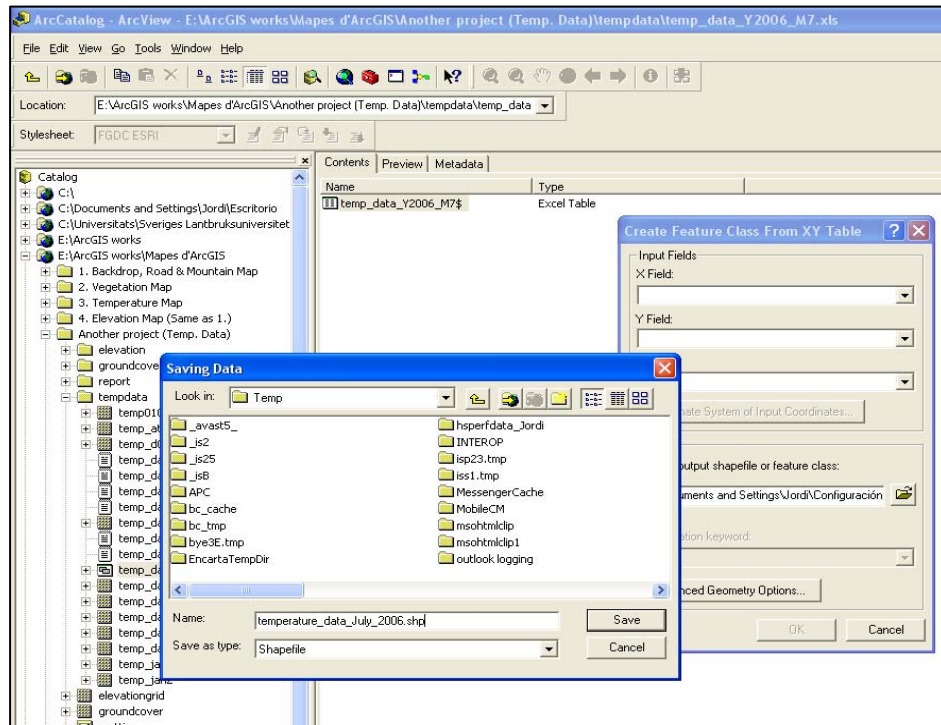 ArcCatalog - ArcView - E:\ArcGIS works\Mapes d'ArcGIS\Another project (Temp. Data)\tempdata\temp_data_Y2006_M7.xls
File Edit View Go Tools Window Help
Location: E:\ArcGIS works\Mapes d'ArcGIS\Another project (Temp. Data)\tempdata\temp_data
Stylesheet: FGDC ESRI
Catalog
C:\
C:\Documents and Settings\Jordi\Escritorio
C:\Universitats\Sveriges Lantbruksuniversitet
E:\ArcGIS works
E:\ArcGIS works\Mapes d'ArcGIS
1. Backdrop, Road & Mountain Map
2. Vegetation Map
3. Temperature Map
4. Elevation Map (Same as 1.)
Another project (Temp. Data)
elevation
groundcove
report
tempdata
temp010
temp_at
temp_d0
temp_da
temp_da
temp_da
temp_da
temp_da
temp_da
temp_da
temp_da
temp_da
temp_da
temp_da
temp_da
temp_da
temp_ja
temp_jan2
elevationgrid
groundcover
Contents Preview Metadata
Name Type
temp_data_Y2006_M7$ Excel Table
Create Feature Class From XY Table
Input Fields
X Field:
Y Field:
nate System of Input Coordinates...
output shapefile or feature class:
uments and Settings\Jordi\Configuración
ation keyword:
nced Geometry Options...
OK Cancel
Saving Data
Look in: Temp
_avast5_
_is2
_is25
_isB
APC
bc_cache
bc_tmp
bye3E.tmp
EncartaTempDir
hsperfdata_Jordi
INTEROP
isp23.tmp
iss1.tmp
MessengerCache
MobileCM
msohtmlclip
msohtmlclip1
outlook logging
Name: temperature_data_July_2006.shp
Save
Save as type: Shapefile
Cancel